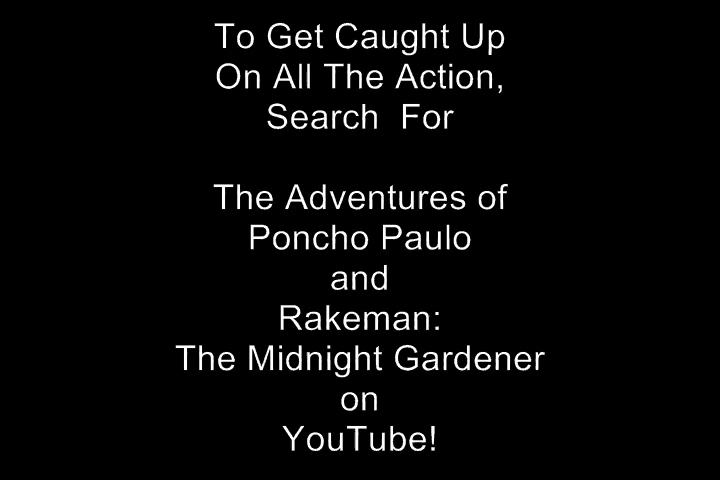 To Get Caught Up
On All The Action,
Search  For
The Adventures of
Poncho Paulo
and
Rakeman:
The Midnight Gardener
on
YouTube!